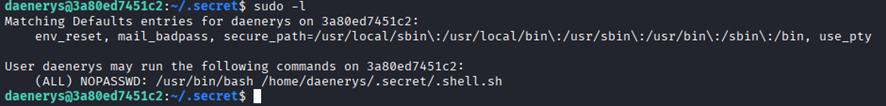 daenerys@3a80ed7451c2:~/.secret$ sudo -l
Matching Defaults entries for daenerys on 3a80ed7451c2:
    env_reset, mail_badpass, secure_path=/usr/local/sbin\:/usr/local/bin\:/usr/sbin\:/usr/bin\:/sbin\:/bin, use_pty

User daenerys may run the following commands on 3a80ed7451c2:
    (ALL) NOPASSWD: /usr/bin/bash /home/daenerys/.secret/.shell.sh
daenerys@3a80ed7451c2:~/.secret$